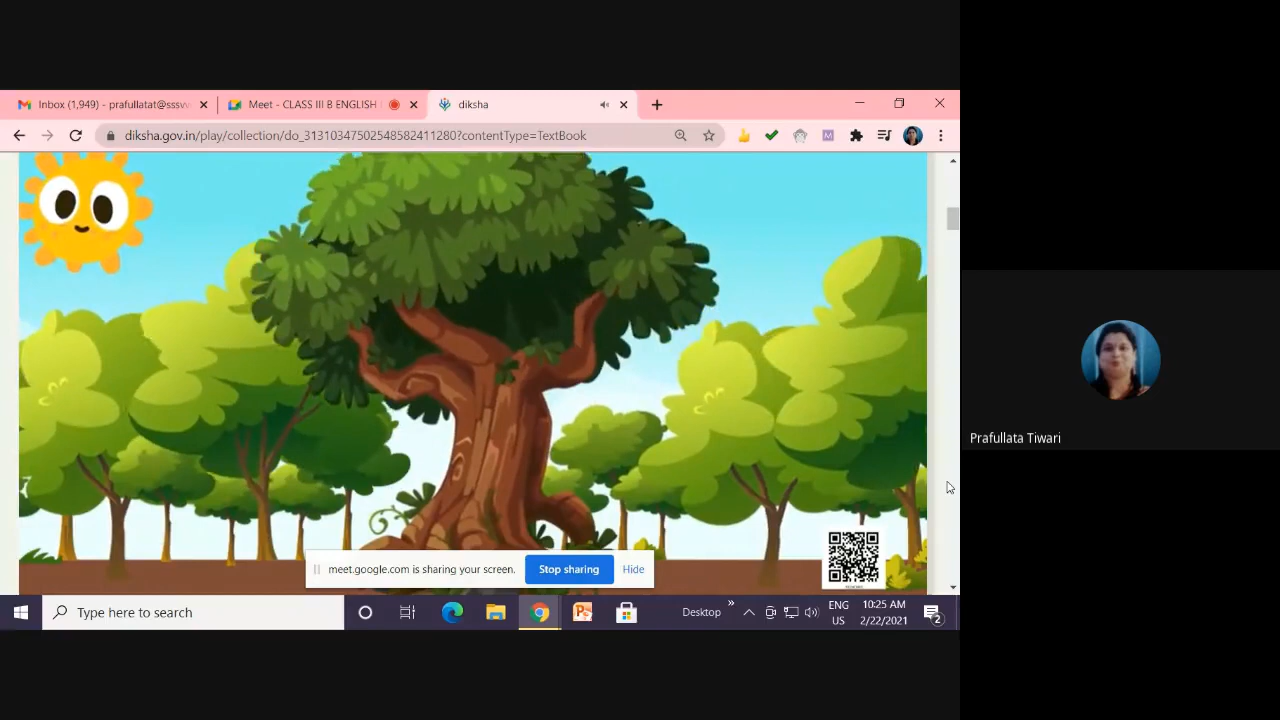 Inbox (1,949) - prafullatat@sssv
Meet - CLASS III B ENGLISH
diksha
diksha.gov.in/play/collection/do_31310347502548582411280?contentType=TextBook
Prafullata Tiwari
meet.google.com is sharing your screen.
Stop sharing
Hide
Type here to search
Desktop
ENG
US
10:25 AM
2/22/2021
2